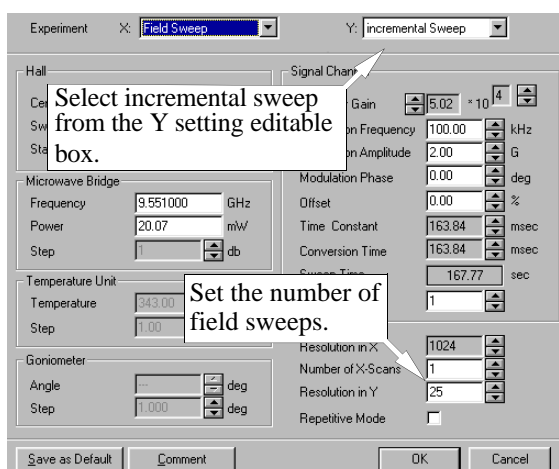 Experiment X: Field Sweep Y: incremental Sweep
Hall
Signal Chan
Select incremental sweep
from the Y setting editable
box.
Cen
Sw
Sta
Gain 5.02 * 10 4
Frequency 100.00 kHz
Amplitude 2.00 G
Modulation Phase 0.00 deg
Offset 0.00 %
Time Constant 163.84 msec
Conversion Time 163.84 msec
167.77 sec
1
Microwave Bridge
Frequency 9.551000 GHz
Power 20.07 mW
Step 1 db
Temperature Unit
Temperature 343.00
Step 1.00
Set the number of
field sweeps.
Goniometer
Angle --- deg
Step 1.000 deg
Resolution in X 1024
Number of X-Scans 1
Resolution in Y 25
Repetitive Mode
Save as Default Comment OK Cancel